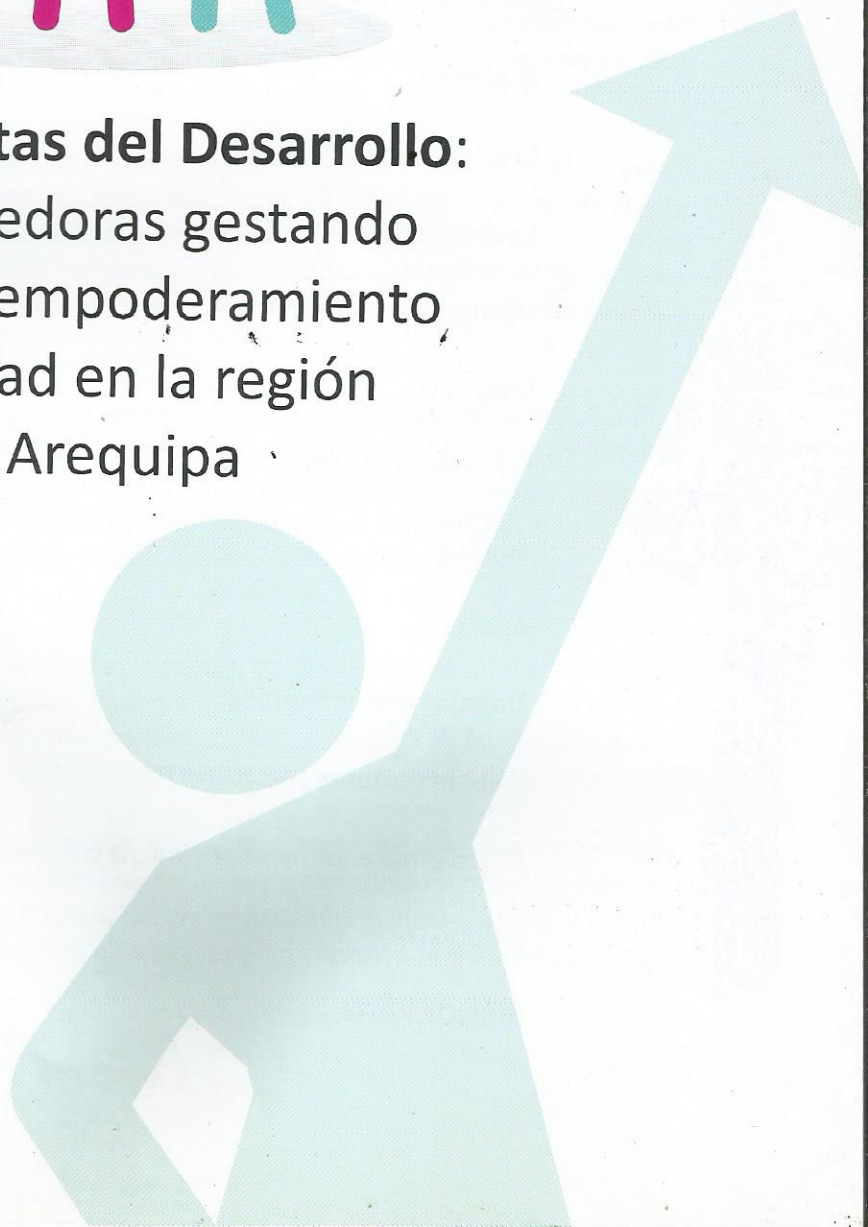 tas del Desarrollo:
edoras gestando
empoderamiento
ad en la región
Arequipa